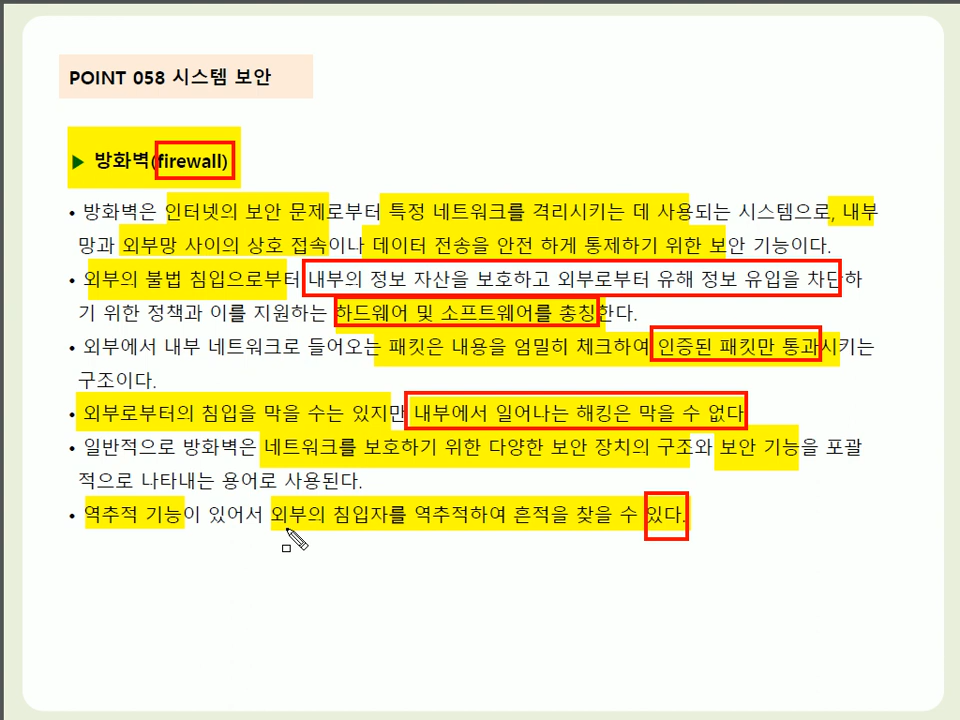 POINT 058 시스템 보안
▶ 방화벽(firewall)
• 방화벽은 인터넷의 보안 문제로부터 특정 네트워크를 격리시키는 데 사용되는 시스템으로, 내부
망과 외부망 사이의 상호 접속이나 데이터 전송을 안전 하게 통제하기 위한 보안 기능이다.
• 외부의 불법 침입으로부터 내부의 정보 자산을 보호하고 외부로부터 유해 정보 유입을 차단하
기 위한 정책과 이를 지원하는 하드웨어 및 소프트웨어를 총칭한다.
• 외부에서 내부 네트워크로 들어오는 패킷은 내용을 엄밀히 체크하여 인증된 패킷만 통과시키는
구조이다.
• 외부로부터의 침입을 막을 수는 있지만 내부에서 일어나는 해킹은 막을 수 없다
• 일반적으로 방화벽은 네트워크를 보호하기 위한 다양한 보안 장치의 구조와 보안 기능을 포괄
적으로 나타내는 용어로 사용된다.
• 역추적 기능이 있어서 외부의 침입자를 역추적하여 흔적을 찾을 수 있다.